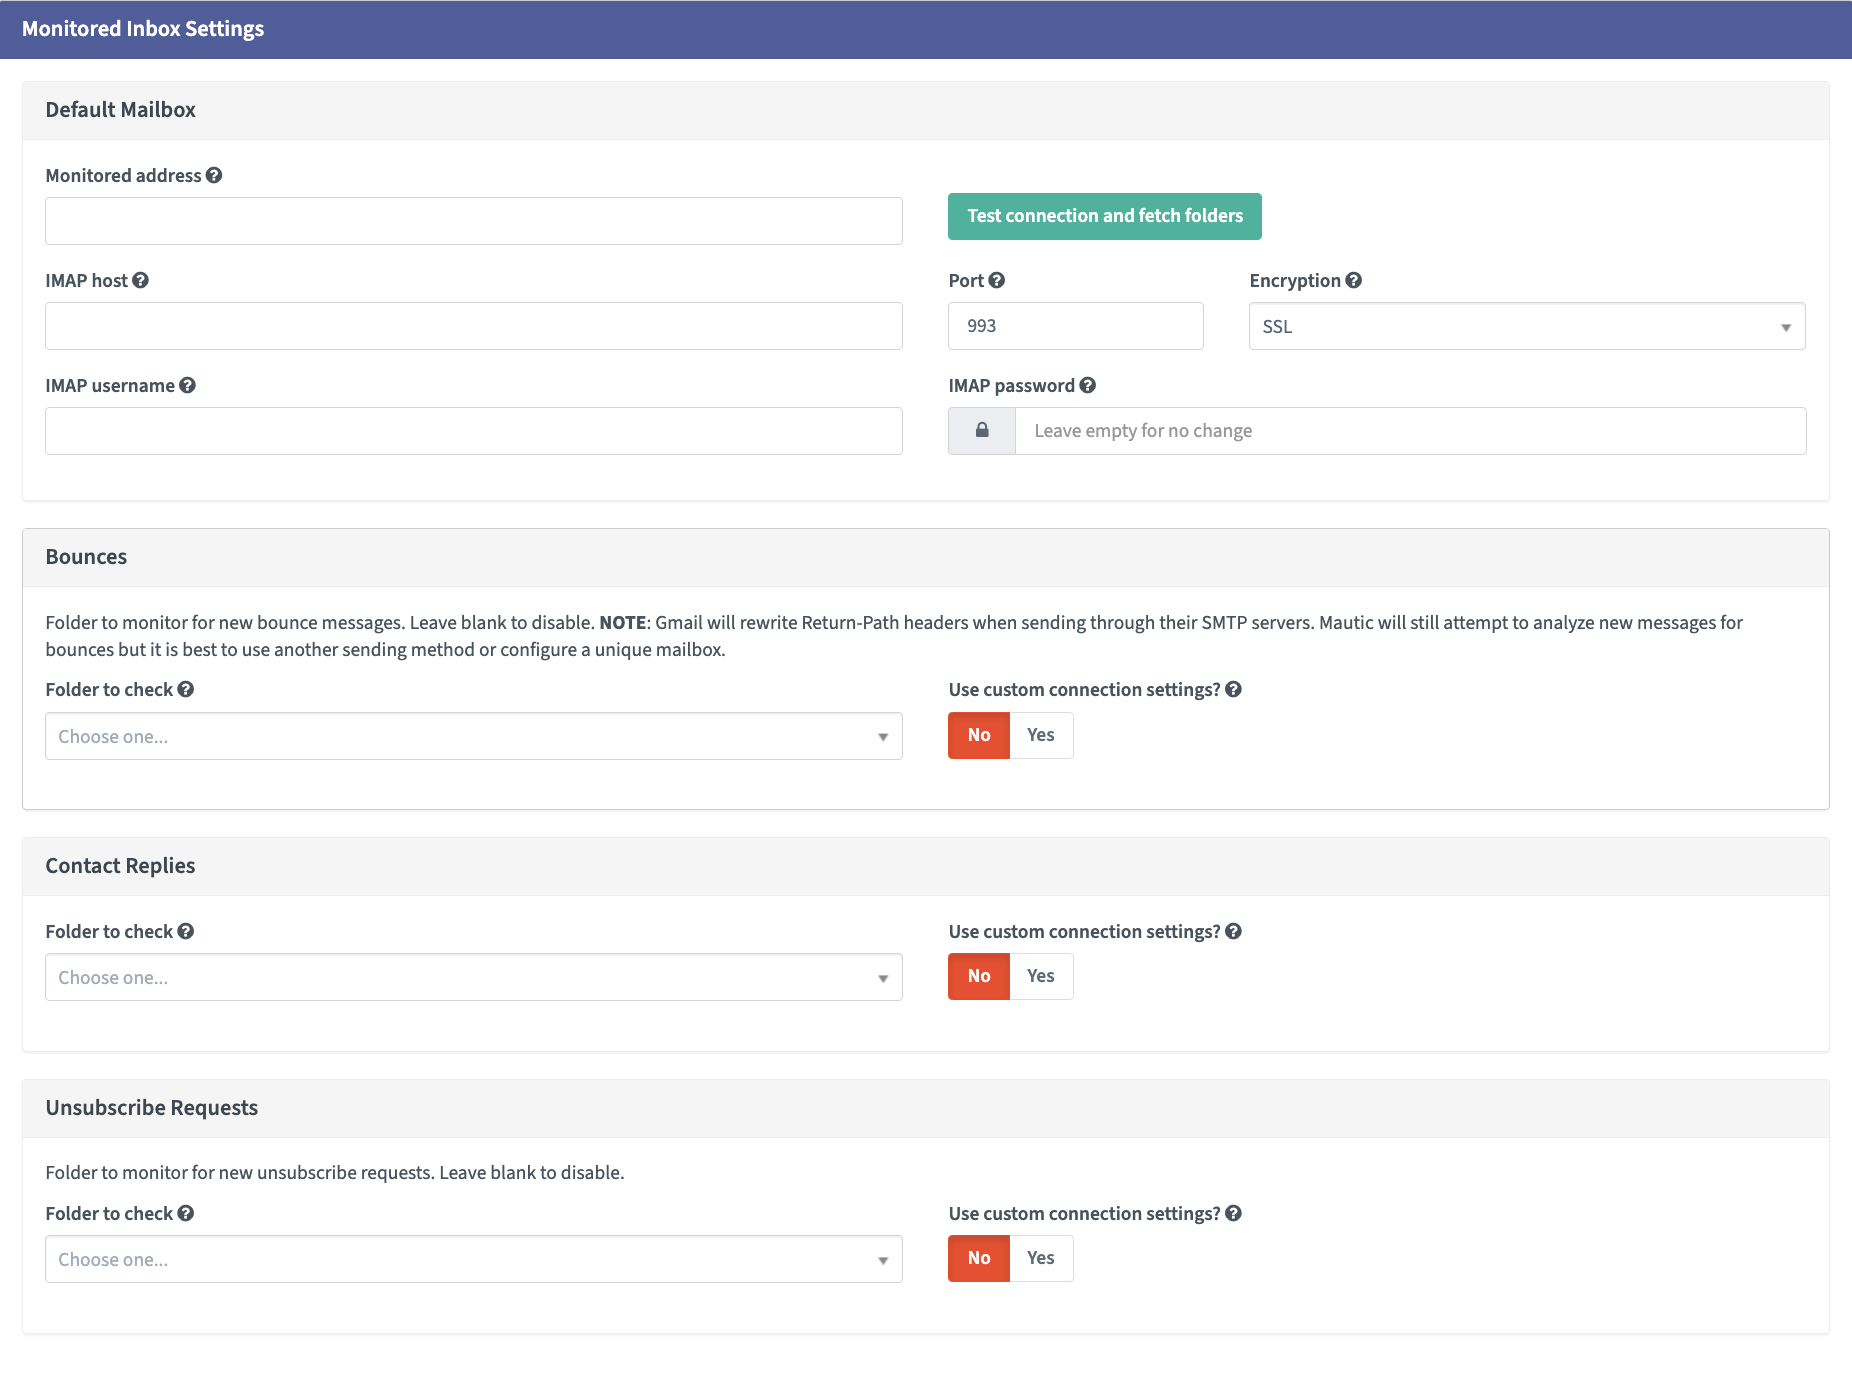 Monitored Inbox Settings
Default Mailbox
Monitored address
Test connection and fetch folders
IMAP host
Port
Encryption
993
SSL
IMAP username
IMAP password
Leave empty for no change
Bounces
Folder to monitor for new bounce messages. Leave blank to disable. NOTE: Gmail will rewrite Return-Path headers when sending through their SMTP servers. Mautic will still attempt to analyze new messages for
bounces but it is best to use another sending method or configure a unique mailbox.
Folder to check
Use custom connection settings?
Choose one...
No Yes
Contact Replies
Folder to check
Use custom connection settings?
Choose one...
No Yes
Unsubscribe Requests
Folder to monitor for new unsubscribe requests. Leave blank to disable.
Folder to check
Use custom connection settings?
Choose one...
No Yes